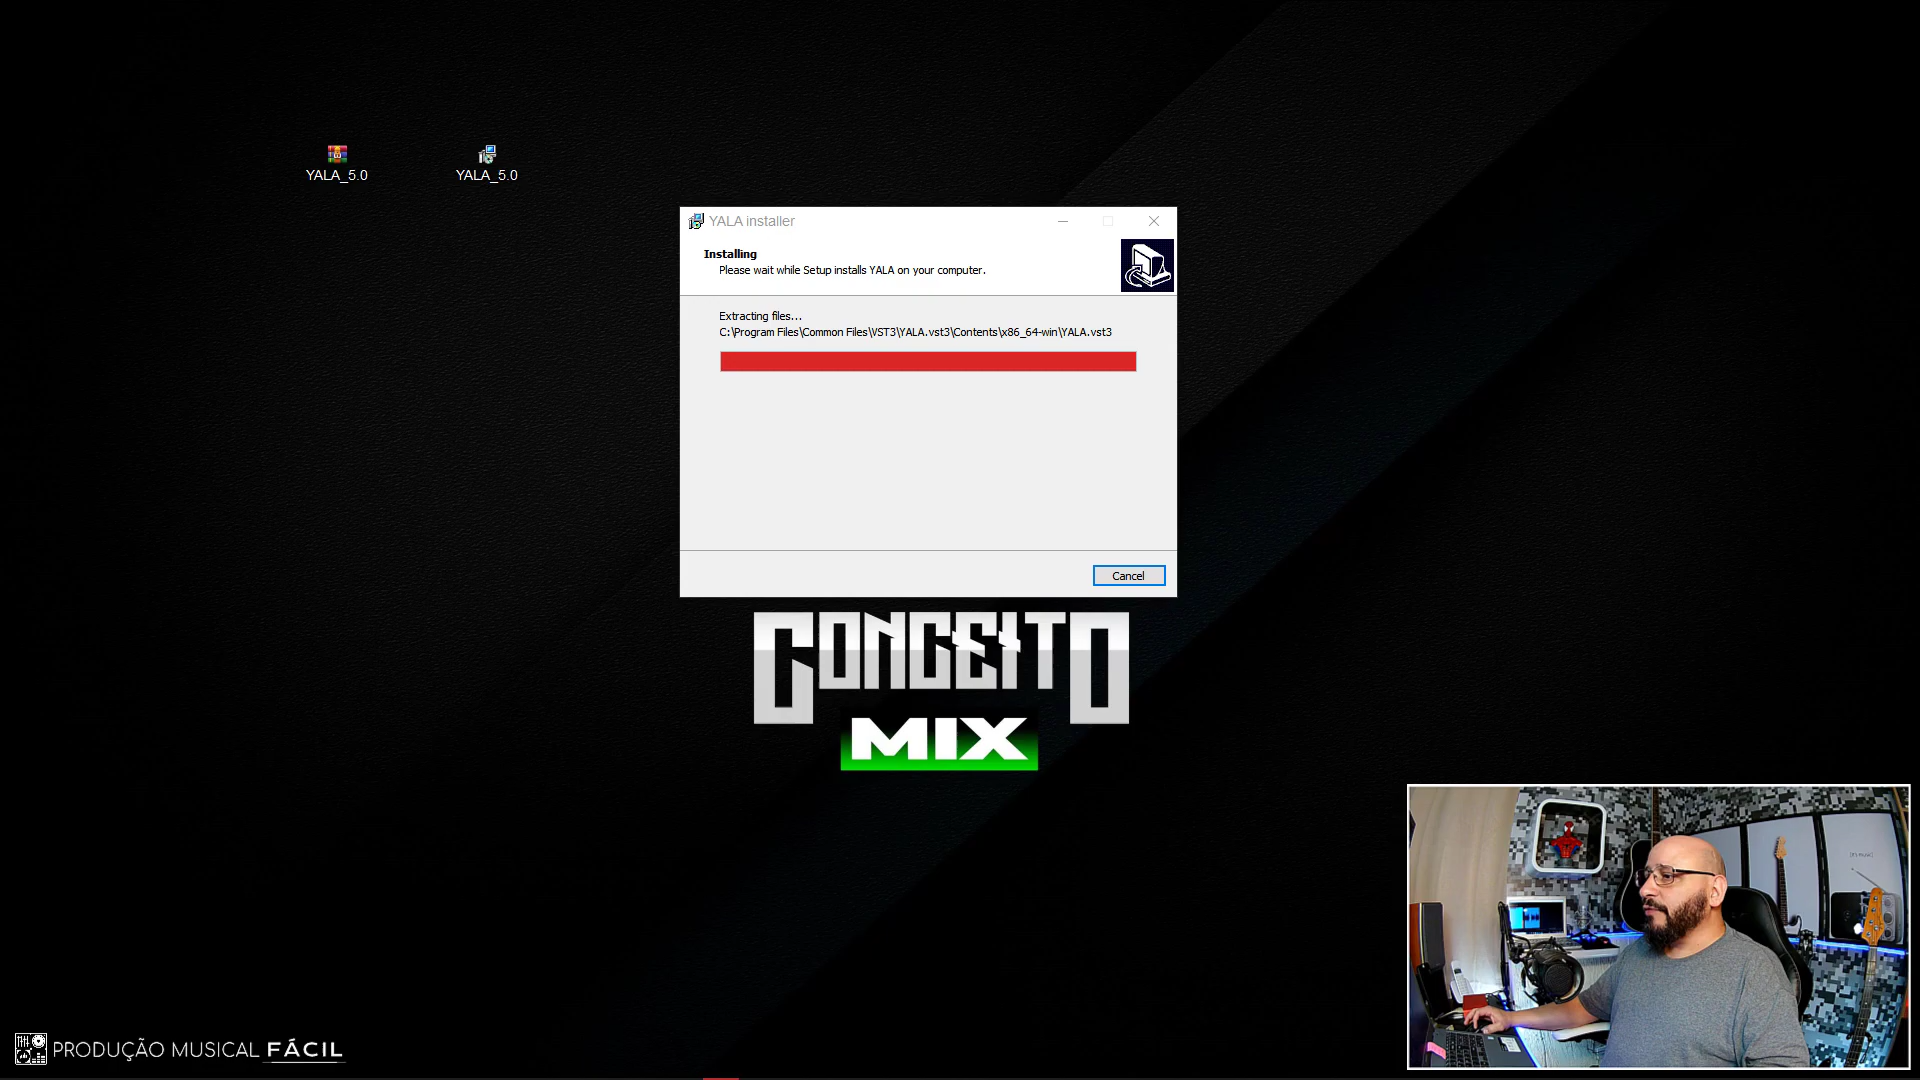 YALA_5.0
YALA_5.0
YALA installer
Installing
Please wait while Setup installs YALA on your computer.
Extracting files...
C:\Program Files\Common Files\VST3\YALA.vst3\Contents\x86_64-win\YALA.vst3
Cancel
CONCEITO
MIX
PRODUÇÃO MUSICAL FÁCIL